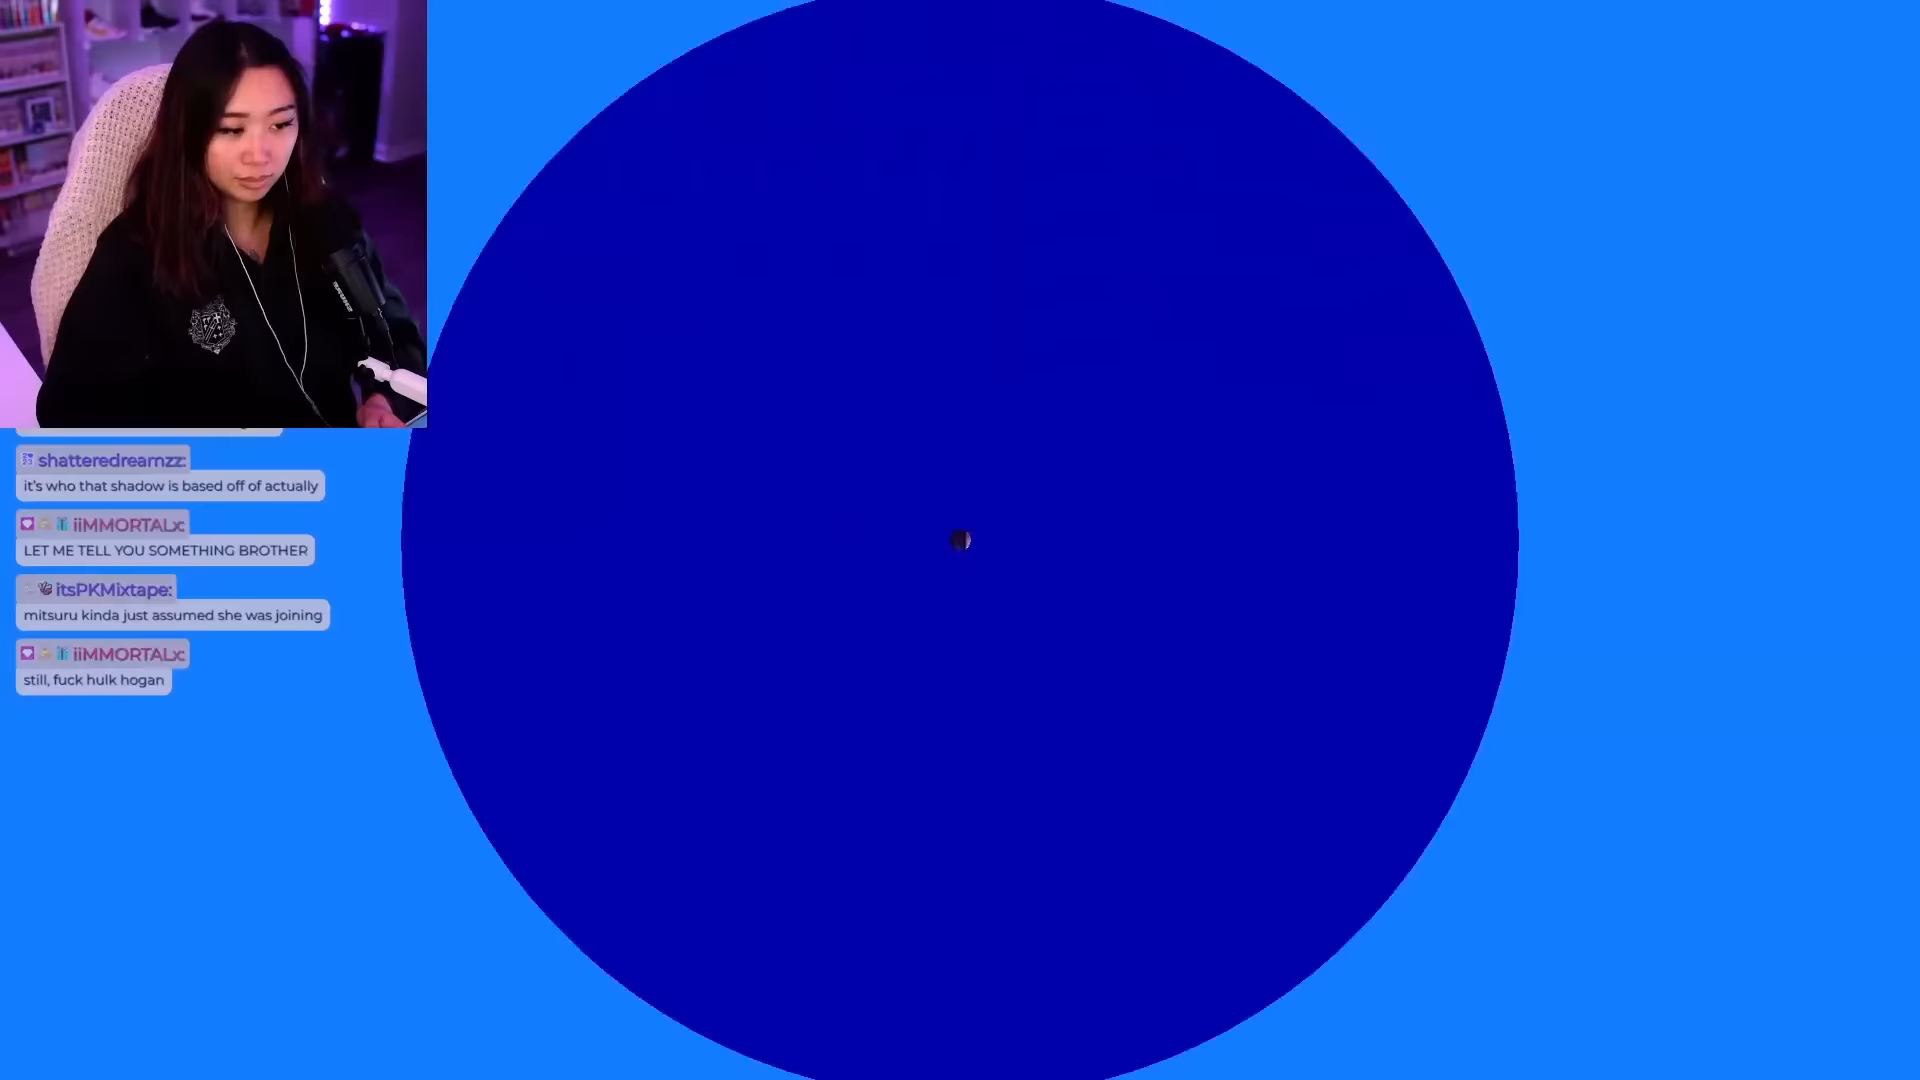 shatteredreamzz:
it's who that shadow is based off of actually
iiMMORTALx:
LET ME TELL YOU SOMETHING BROTHER
itsPKMixtape:
mitsuru kinda just assumed she was joining
iiMMORTALx:
still, fuck hulk hogan